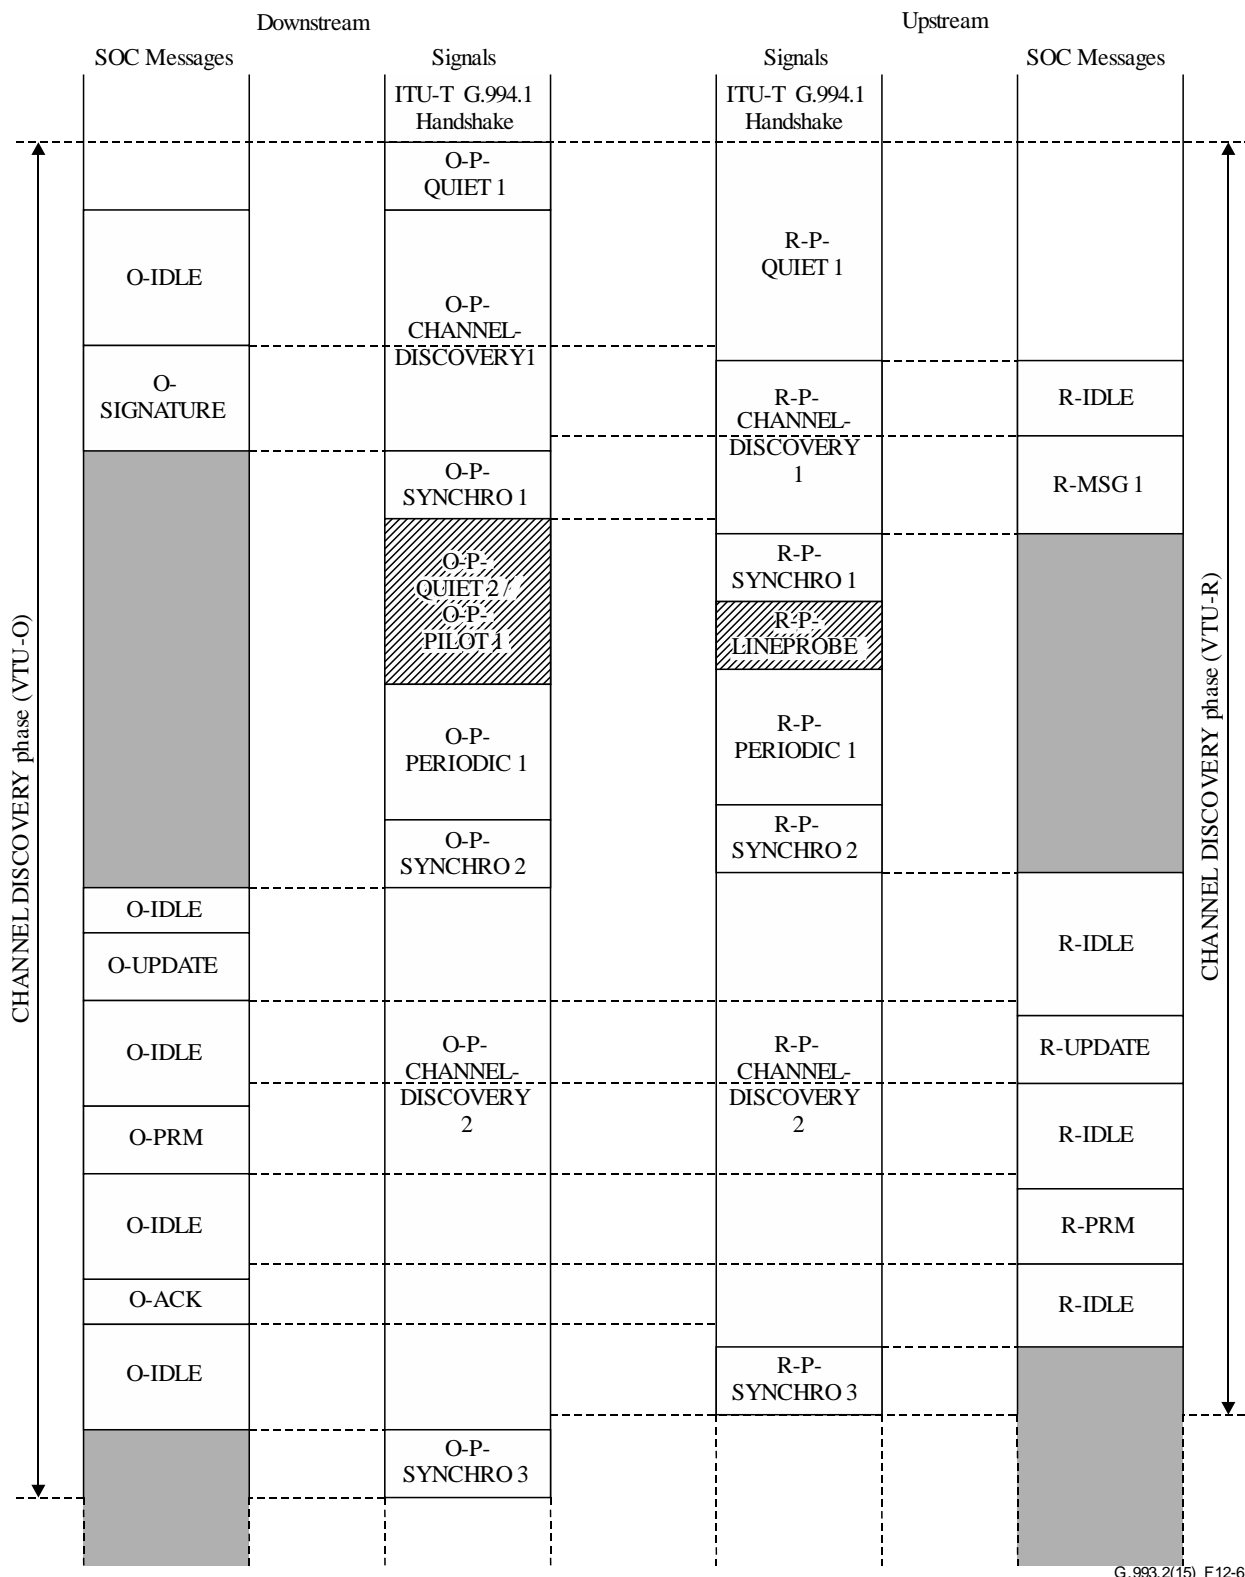 Downstream
Upstream
SOC Messages
Signals
Signals
SOC Messages
ITU-T G.994.1
Handshake
ITU-T G.994.1
Handshake
O-P-
QUIET 1
R-P-
QUIET 1
O-IDLE
O-P-
CHANNEL-
DISCOVERY1
O-
SIGNATURE
R-P-
CHANNEL-
DISCOVERY
1
R-IDLE
R-MSG 1
O-P-
SYNCHRO 1
O-P-
QUIET 2 /
O-P-
PILOT 1
R-P-
SYNCHRO 1
R-P-
LINEPROBE
O-P-
PERIODIC 1
R-P-
PERIODIC 1
O-P-
SYNCHRO 2
R-P-
SYNCHRO 2
CHANNEL DISCOVERY phase (VTU-O)
CHANNEL DISCOVERY phase (VTU-R)
O-IDLE
O-UPDATE
R-IDLE
O-IDLE
O-P-
CHANNEL-
DISCOVERY
2
R-P-
CHANNEL-
DISCOVERY
2
R-UPDATE
O-PRM
R-IDLE
O-IDLE
R-PRM
O-ACK
R-IDLE
O-IDLE
R-P-
SYNCHRO 3
O-P-
SYNCHRO 3
G.993.2(15)_F12-6